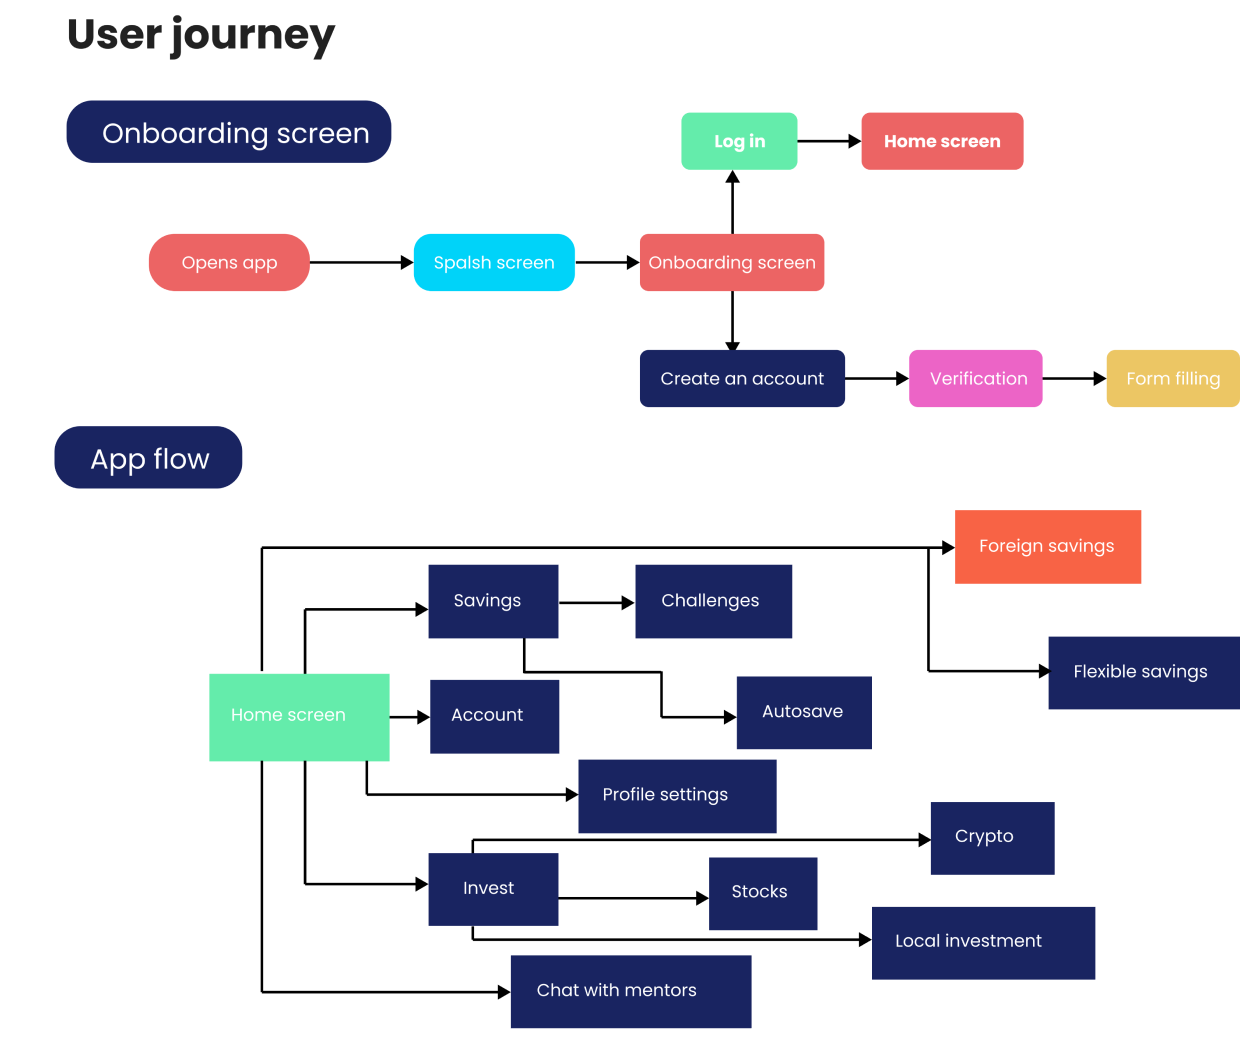 User journey
Onboarding screen
Log in
Home screen
Opens app
Spalsh screen
Onboarding screen
Create an account
Verification
Form filling
App flow
Foreign savings
Savings
Challenges
Flexible savings
Home screen
Account
Autosave
Profile settings
Crypto
Invest
Stocks
Local investment
Chat with mentors